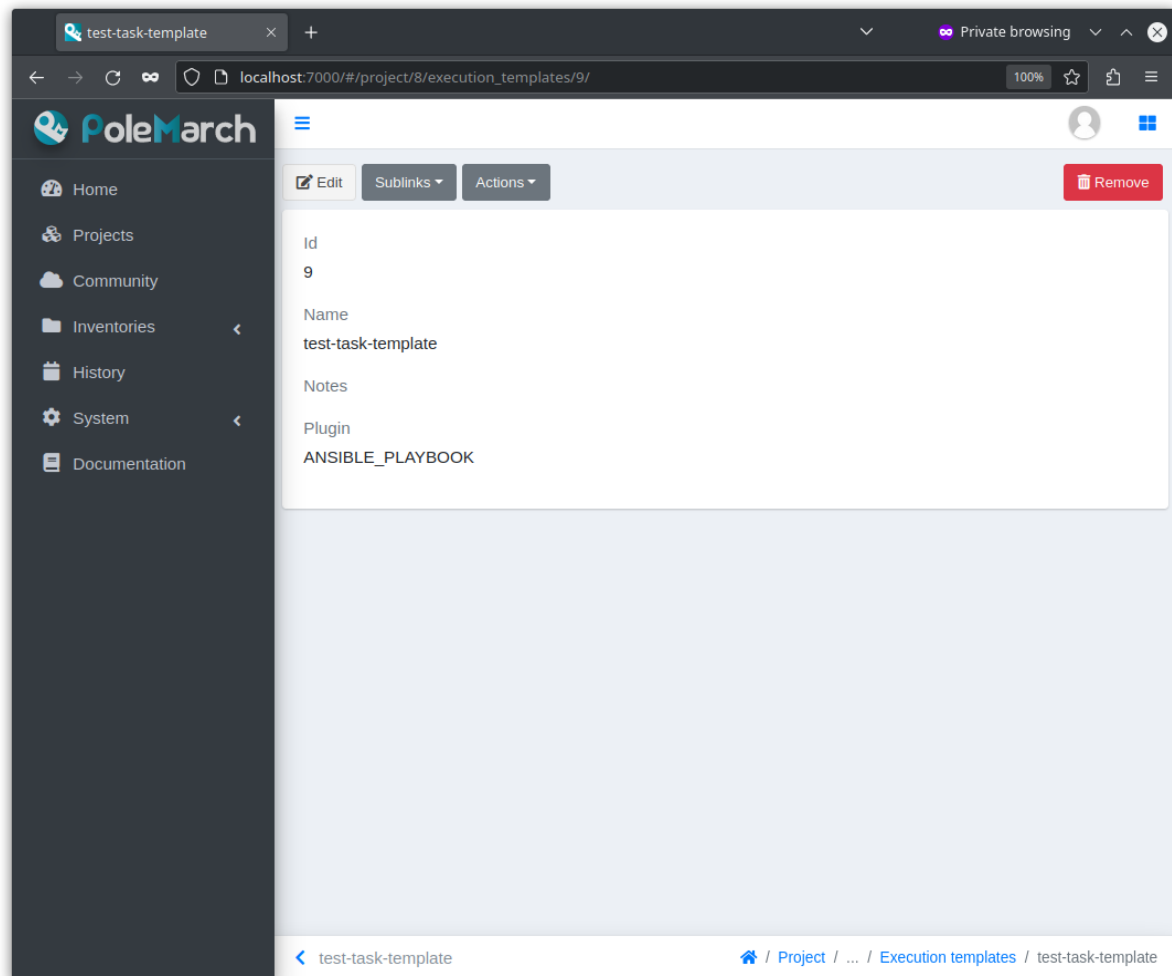 test-task-template
Private browsing
localhost:7000/#/project/8/execution_templates/9/
100%
PoleMarch
Home
Projects
Community
Inventories
History
System
Documentation
Edit
Sublinks
Actions
Remove
Id
9
Name
test-task-template
Notes
Plugin
ANSIBLE_PLAYBOOK
test-task-template
/ Project / ... / Execution templates / test-task-template